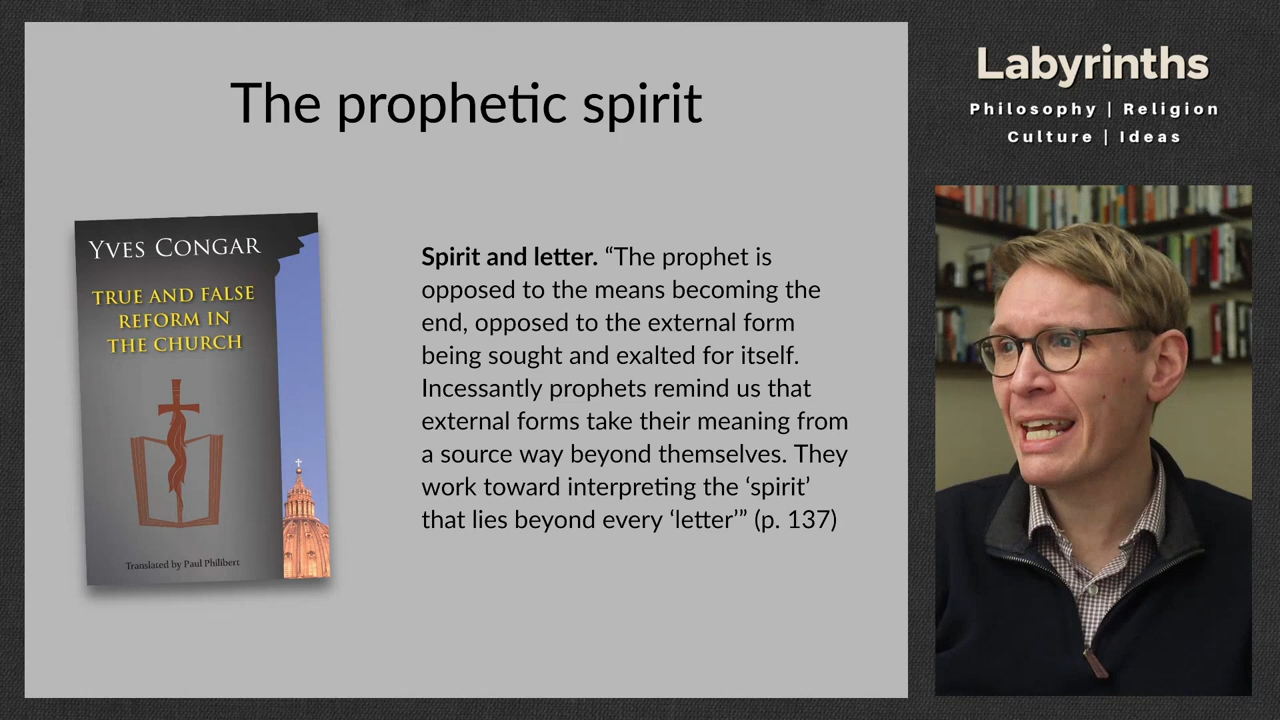 The prophetic spirit
YVES CONGAR
TRUE AND FALSE
REFORM IN
THE CHURCH
Translated by Paul Philibert
Spirit and letter. “The prophet is
opposed to the means becoming the
end, opposed to the external form
being sought and exalted for itself.
Incessantly prophets remind us that
external forms take their meaning from
a source way beyond themselves. They
work toward interpreting the ‘spirit’
that lies beyond every ‘letter’” (p. 137)
Labyrinths
Philosophy | Religion
Culture | Ideas